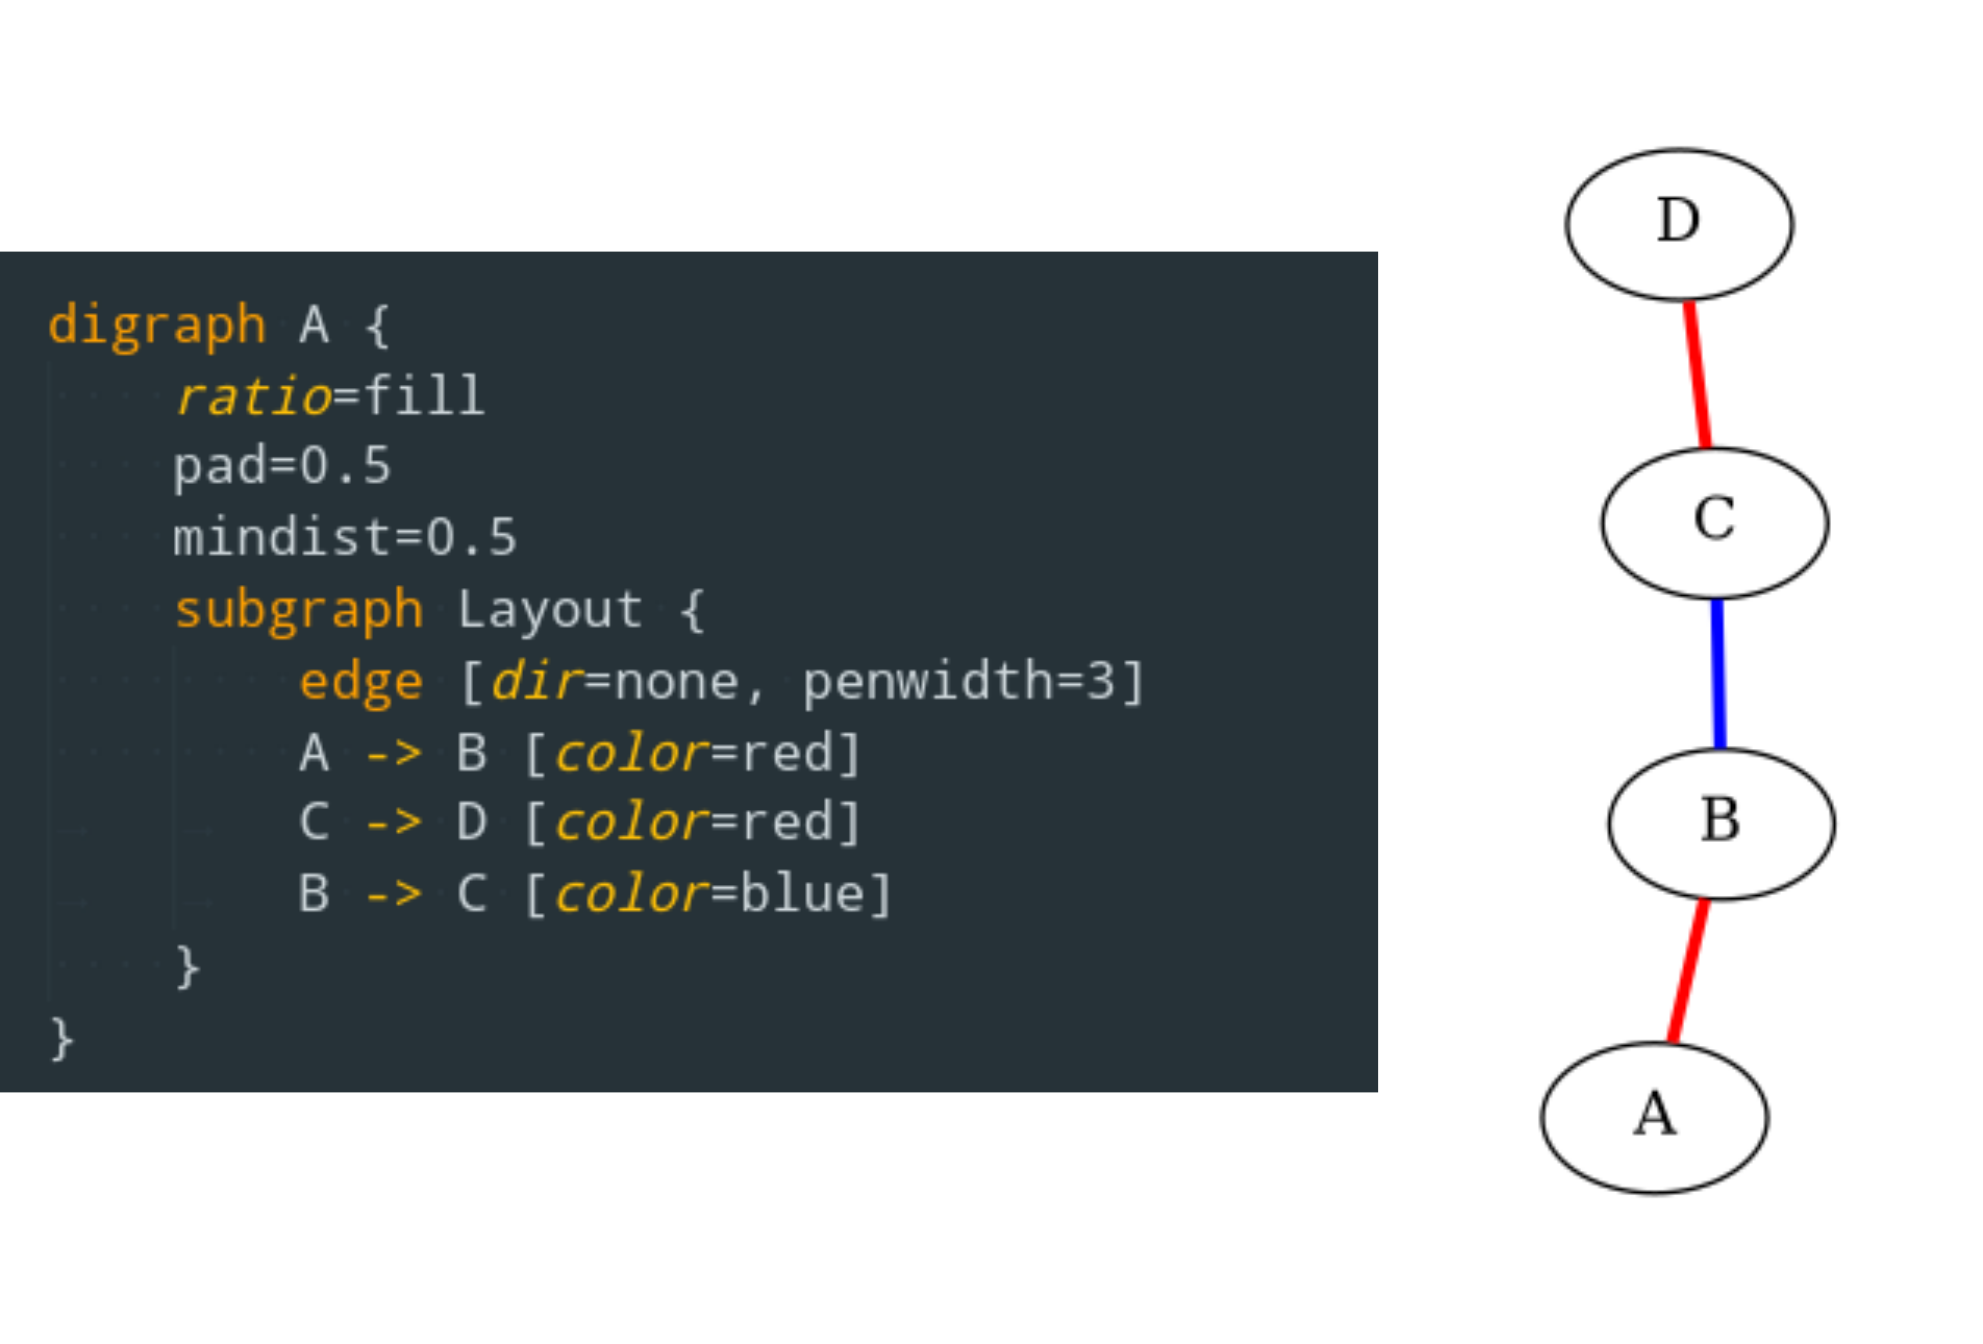 digraph A {
ratio=fill
pad=0.5
mindist=0.5
subgraph Layout {
edge [dir=none, penwidth=3]
A -> B [color=red]
C -> D [color=red]
B -> C [color=blue]
}
}
D
C
B
A